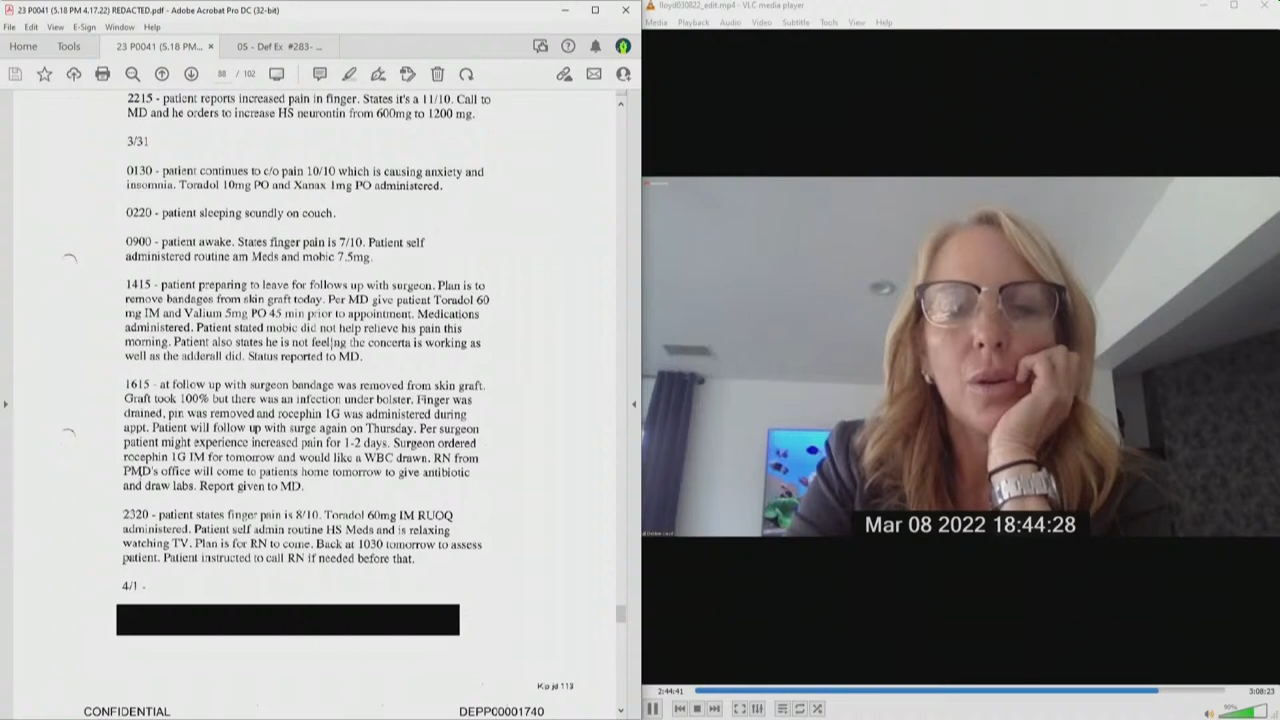 23 P0041 (5.18 PM 4.17.22) REDACTED.pdf - Adobe Acrobat Pro DC (32-bit)
File Edit View E-Sign Window Help
Home Tools 23 P0041 (5.18 PM... × 05 - Def Ex #283- ...
88 / 102
2215 - patient reports increased pain in finger. States it's a 11/10. Call to
MD and he orders to increase HS neurontin from 600mg to 1200 mg.
3/31
0130 - patient continues to c/o pain 10/10 which is causing anxiety and
insomnia. Toradol 10mg PO and Xanax 1mg PO administered.
0220 - patient sleeping soundly on couch.
0900 - patient awake. States finger pain is 7/10. Patient self
administered routine am Meds and mobic 7.5mg.
1415 - patient preparing to leave for follows up with surgeon. Plan is to
remove bandages from skin graft today. Per MD give patient Toradol 60
mg IM and Valium 5mg PO 45 min prior to appointment. Medications
administered. Patient stated mobic did not help relieve his pain this
morning. Patient also states he is not feeling the concerta is working as
well as the adderall did. Status reported to MD.
1615 - at follow up with surgeon bandage was removed from skin graft.
Graft took 100% but there was an infection under bolster. Finger was
drained, pin was removed and rocephin 1G was administered during
appt. Patient will follow up with surge again on Thursday. Per surgeon
patient might experience increased pain for 1-2 days. Surgeon ordered
rocephin 1G IM for tomorrow and would like a WBC drawn. RN from
PMD's office will come to patients home tomorrow to give antibiotic
and draw labs. Report given to MD.
2320 - patient states finger pain is 8/10. Toradol 60mg IM RUOQ
administered. Patient self admin routine HS Meds and is relaxing
watching TV. Plan is for RN to come. Back at 1030 tomorrow to assess
patient. Patient instructed to call RN if needed before that.
4/1 -
CONFIDENTIAL DEPP00001740
lloyd030822_edit.mp4 - VLC media player
Media Playback Audio Video Subtitle Tools View Help
Mar 08 2022 18:44:28
2:44:41 3:08:23
90%